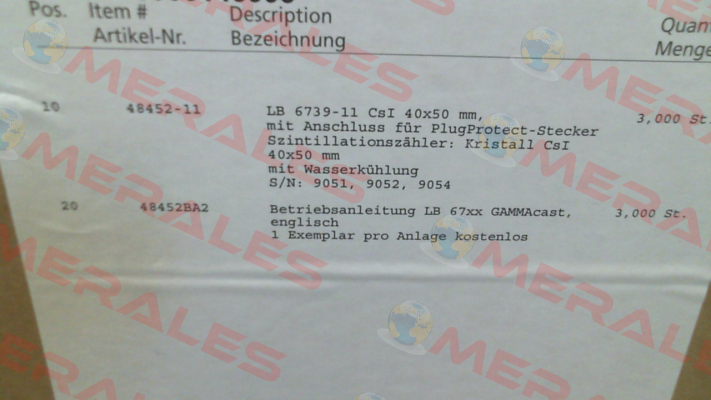 Pos. Item # Description Quan
Artikel-Nr. Bezeichnung Menge
10 48452-11 LB 6739-11 CsI 40x50 mm, 3,000 St.
mit Anschluss für PlugProtect-Stecker
Szintillationszähler: Kristall CsI
40x50 mm
mit Wasserkühlung
S/N: 9051, 9052, 9054
20 48452BA2 Betriebsanleitung LB 67xx GAMMAcast, 3,000 St.
englisch
1 Exemplar pro Anlage kostenlos
MERALES
MERALES
MERALES
MERALES
MERALES
MERALES